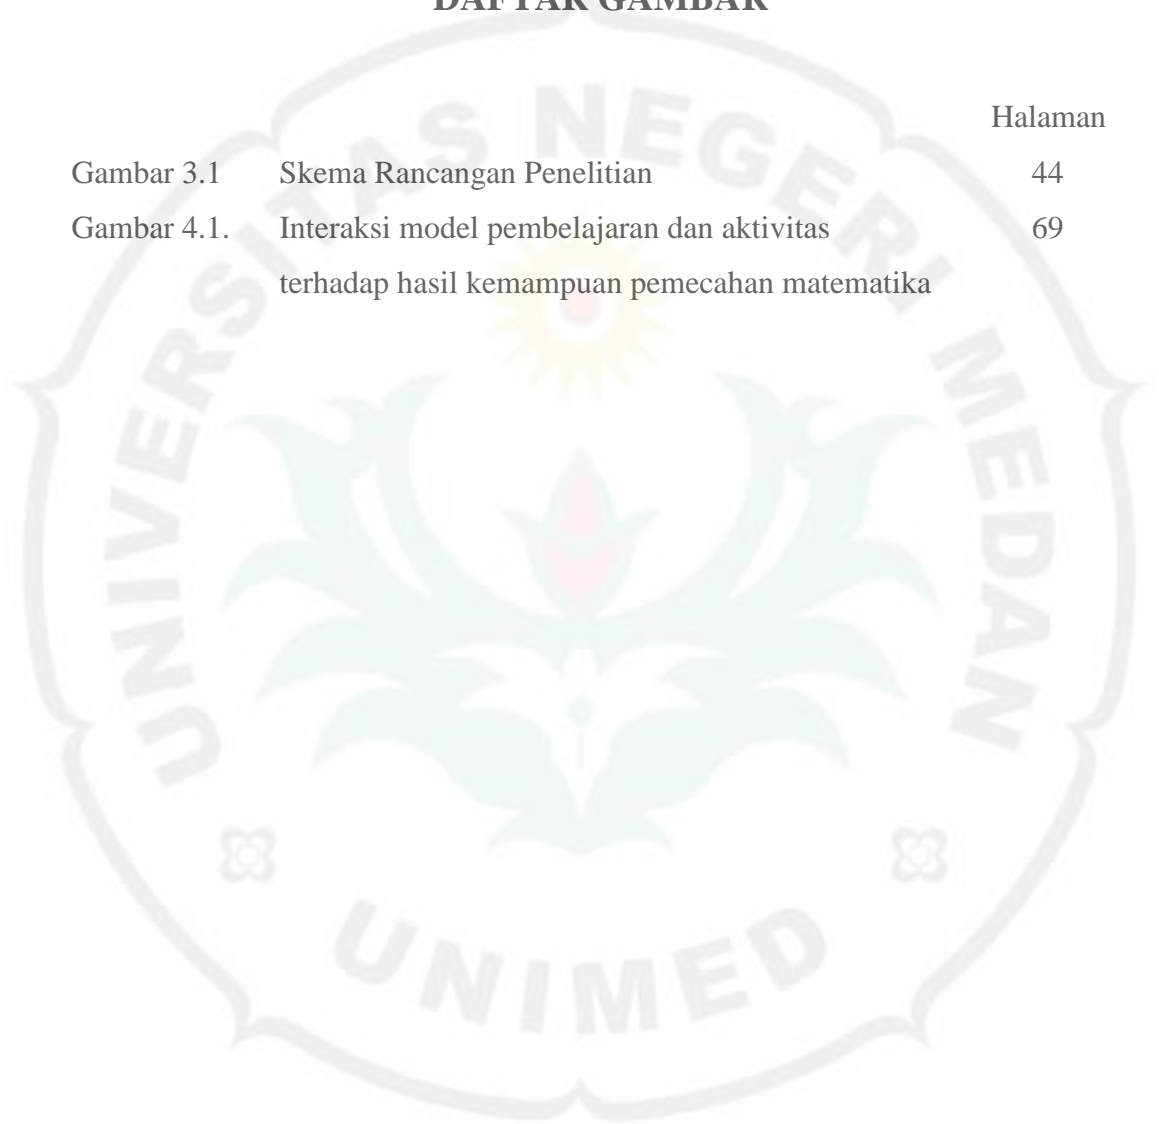 DAFTAR GAMBAR
Halaman
Gambar 3.1 Skema Rancangan Penelitian 44
Gambar 4.1. Interaksi model pembelajaran dan aktivitas 69
terhadap hasil kemampuan pemecahan matematika
UNIVERSITAS NEGERI MEDAN
UNIMED